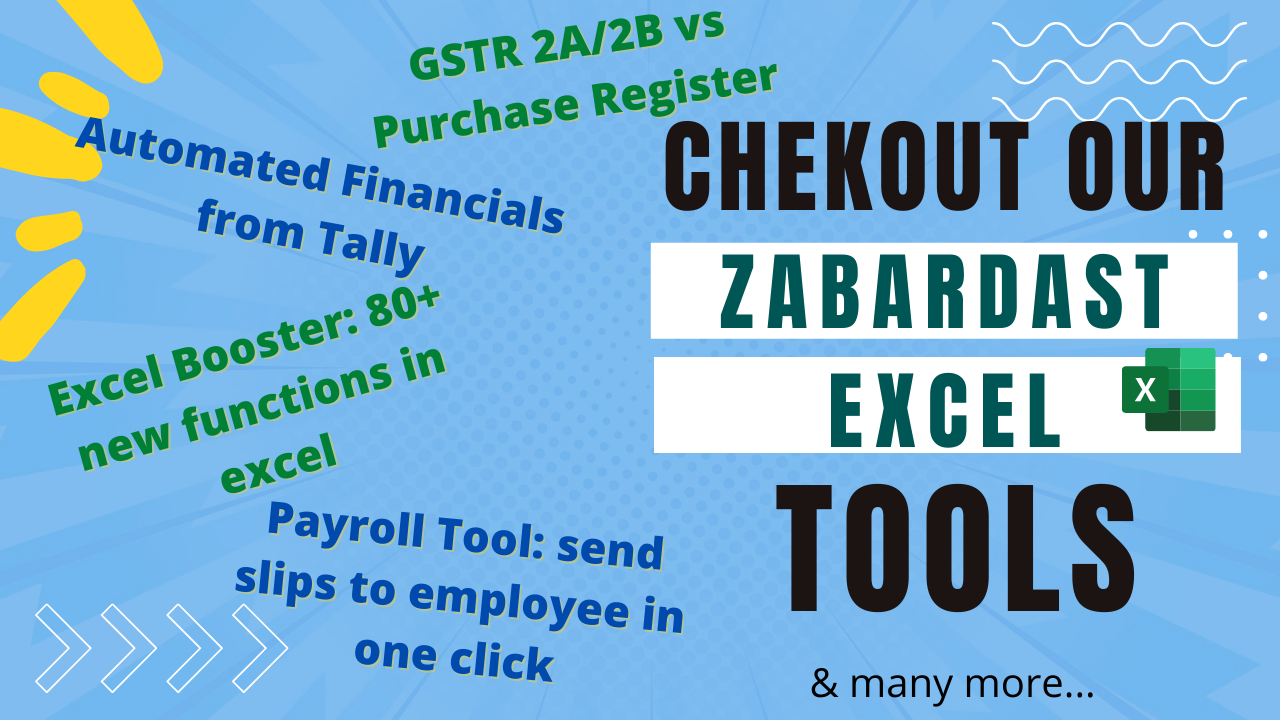 GSTR 2A/2B vs
Purchase Register
Automated Financials
from Tally
Excel Booster: 80+
new functions in
excel
Payroll Tool: send
slips to employee in
one click
CHEKOUT OUR
ZABARDAST
EXCEL
X
TOOLS
& many more...